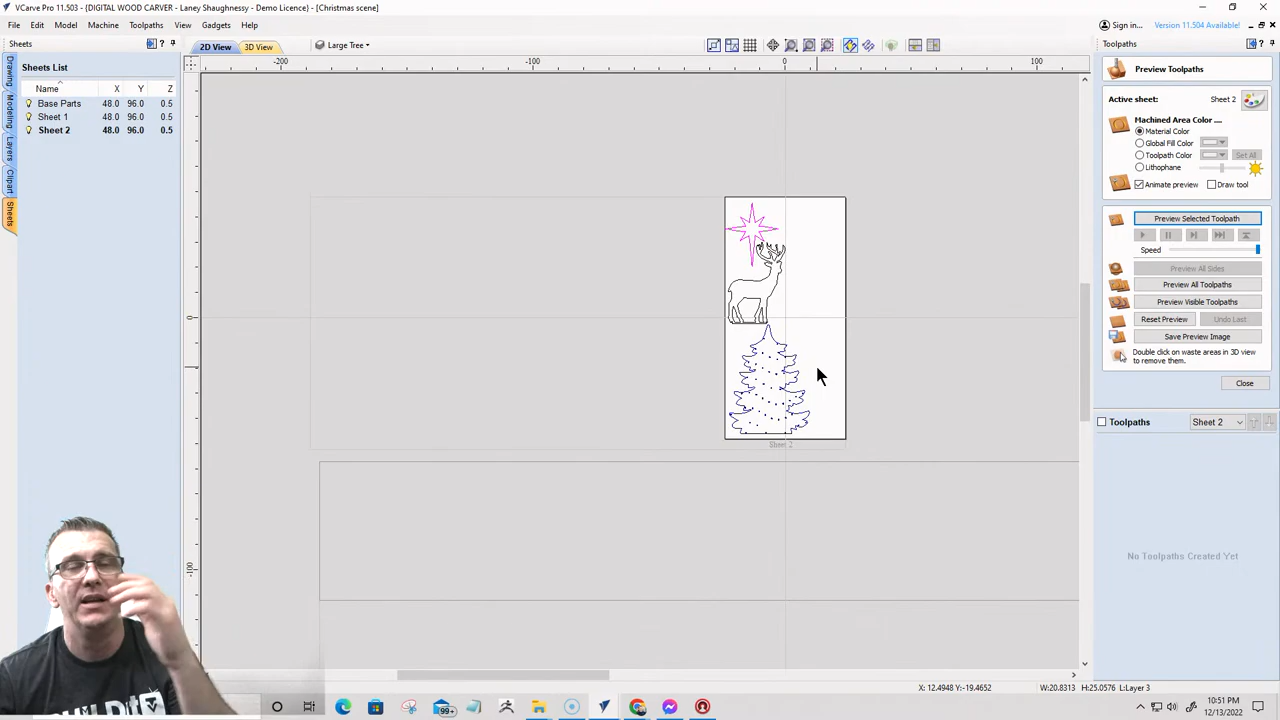 VCarve Pro 11.503 - (DIGITAL WOOD CARVER - Laney Shaughnessy - Demo Licence) - [Christmas scene]
File Edit Model Machine Toolpaths View Gadgets Help
Sign in... Version 11.504 Available!
Sheets
2D View 3D View Large Tree
Toolpaths
Sheets List
Name X Y Z
Base Parts 48.0 96.0 0.5
Sheet 1 48.0 96.0 0.5
Sheet 2 48.0 96.0 0.5
Drawing
Modeling
Layers
Clipart
Sheets
-200 -100 0 100
0
-100
Sheet 2
Preview Toolpaths
Active sheet: Sheet 2
Machined Area Color ....
Material Color
Global Fill Color
Toolpath Color Set All
Lithophane
Animate preview Draw tool
Preview Selected Toolpath
Speed
Preview All Sides
Preview All Toolpaths
Preview Visible Toolpaths
Reset Preview Undo Last
Save Preview Image
Double click on waste areas in 3D view
to remove them.
Close
Toolpaths Sheet 2
No Toolpaths Created Yet
X: 12.4948 Y:-19.4652 W:20.8313 H:25.0576 L:Layer 3
99+
10:51 PM
12/13/2022